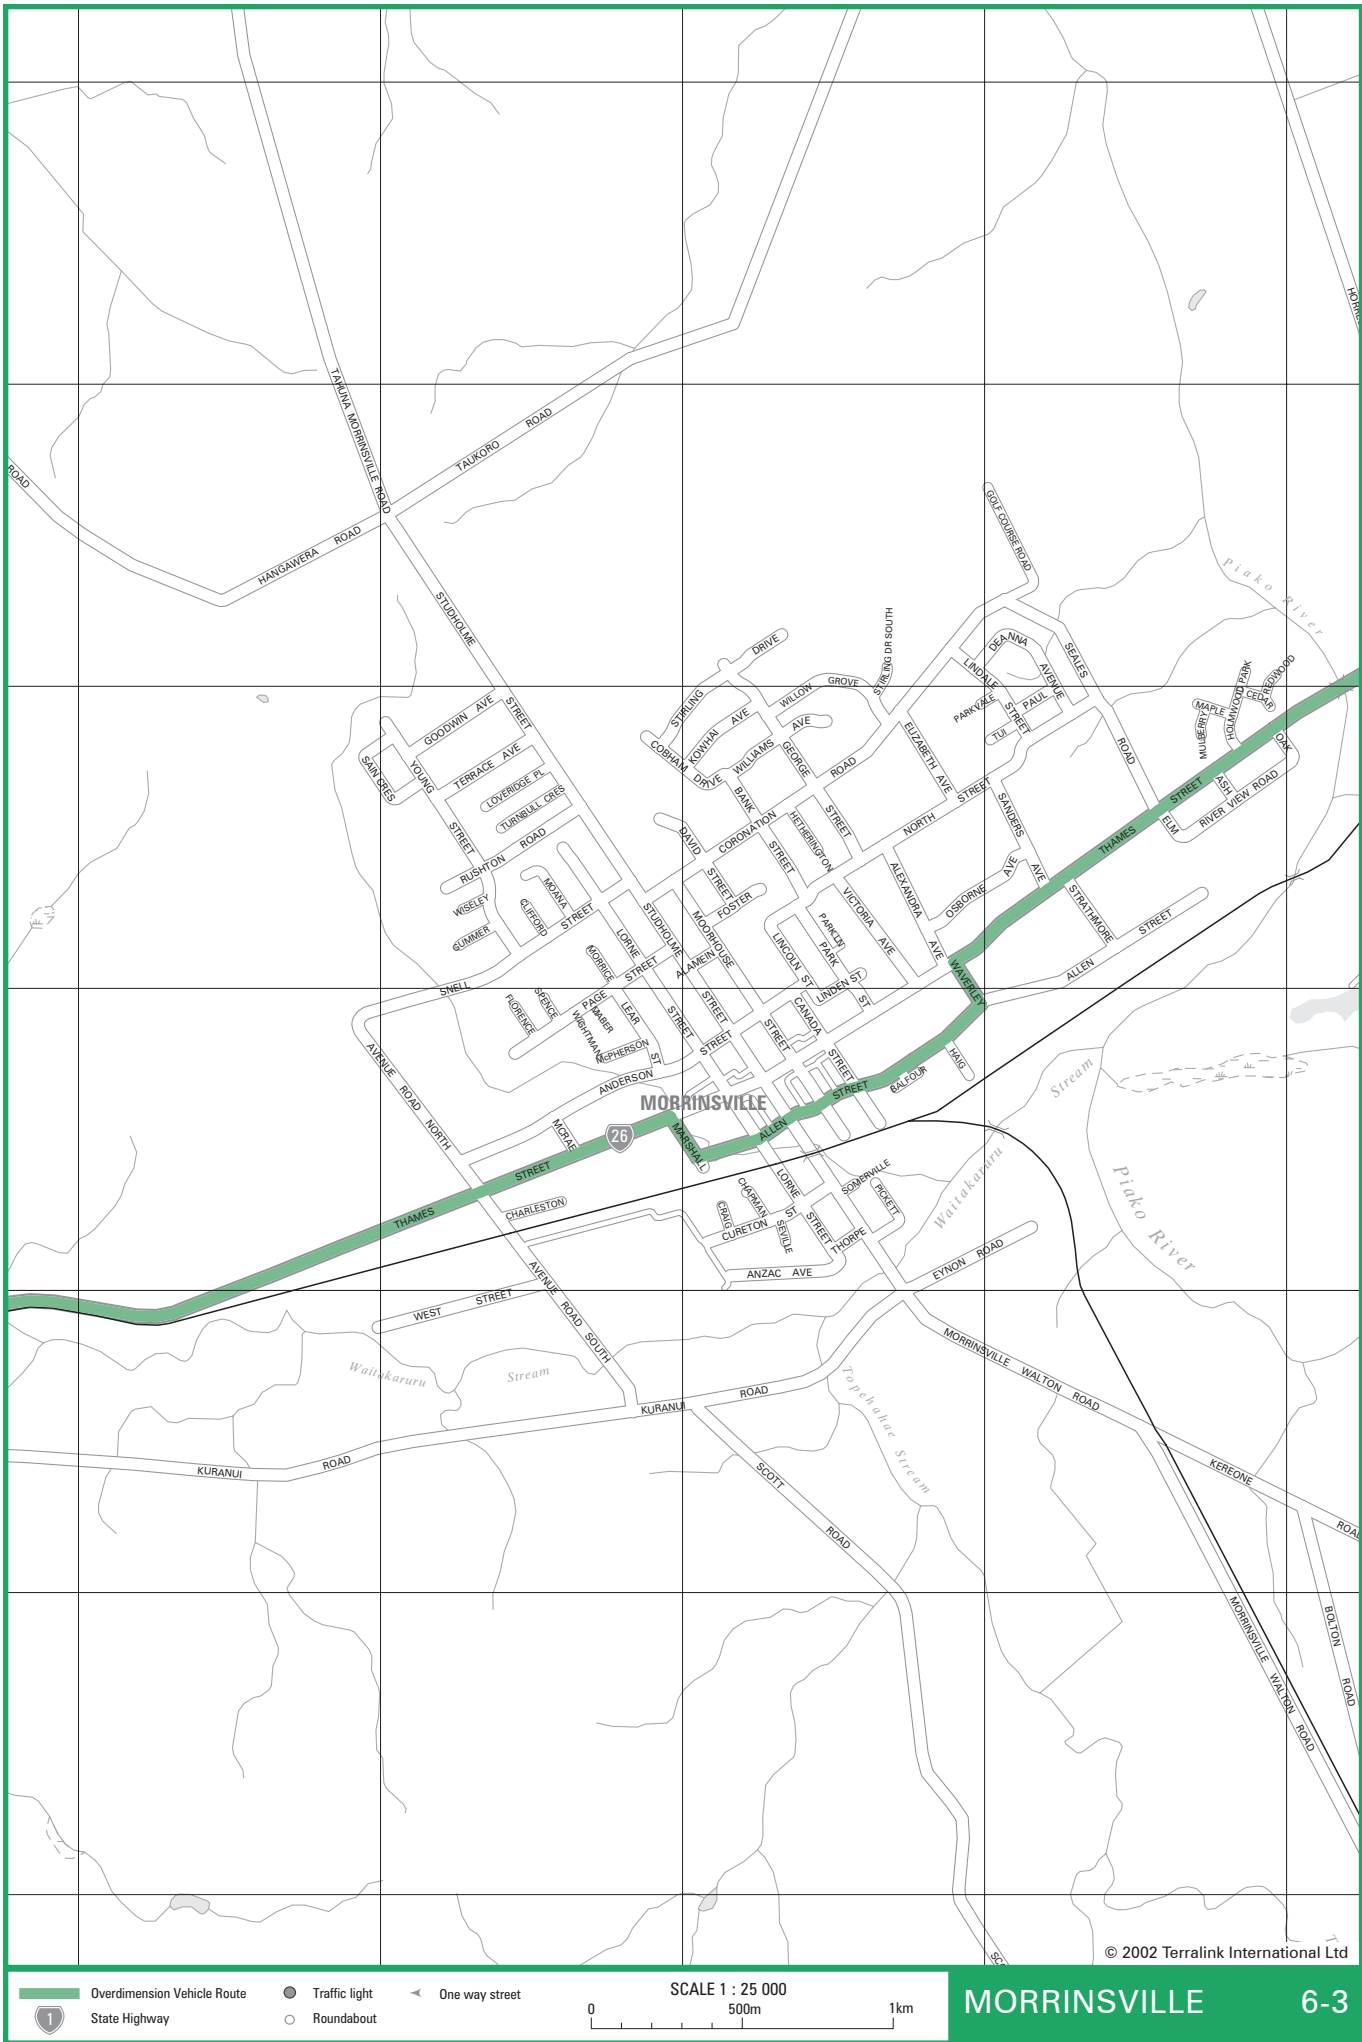 HORRE
TAHUNA MORRINSVILLE ROAD
TAUKORO ROAD
ROAD
HANGAWERA ROAD
GOLF COURSE ROAD
Piako River
STUDHOLME
STREET
DRIVE
STIRLING
STIRLING DR SOUTH
WILLOW GROVE
DEANNA
AVENUE
LINDALE
STREET
SEALES
ROAD
PARKVALE
PAUL
TUI
REDWOOD
CEDAR
HOLMWOOD PARK
MAPLE
MULBERRY
OAK
ASH
RIVER VIEW ROAD
ELM
GOODWIN AVE
SAIN CRES
YOUNG
STREET
TERRACE AVE
LOVERIDGE PL
TURNBULL CRES
RUSHTON ROAD
KOWHAI AVE
COBHAM DRIVE
WILLIAMS AVE
GEORGE
STREET
BANK
STREET
ROAD
CORONATION
HETHERINGTON
DAVID
STREET
FOSTER
ELIZABETH AVE
NORTH STREET
SANDERS AVE
OSBORNE AVE
ALEXANDRA AVE
VICTORIA AVE
THAMES STREET
STRATHMORE
ALLEN STREET
WAVERLEY
WISELEY
GUMMER
MOANA
CLIFFORD
SNELL STREET
MORRICE
LORNE
STREET
STUDHOLME
STREET
MOORHOUSE
STREET
ALAMEIN
PAGE STREET
SPENCE
FLORENCE
WIGHTMAN
LEAR
ST
McPHERSON
ANDERSON STREET
LINCOLN ST
PARK LN
PARK
ST
LINDEN ST
CANADA
STREET
HAIG
BALFOUR
ALLEN STREET
MORRINSVILLE
26
MARSHALL
MCRAE
THAMES STREET
AVENUE ROAD NORTH
CHARLESTON
AVENUE ROAD SOUTH
WEST STREET
CRAIG
CHAPMAN
CURETON ST
SEVILLE
LORNE
STREET
SOMERVILLE
PICKETT
THORPE
ANZAC AVE
EYNON ROAD
Waitakaruru Stream
Piako River
Waitakaruru Stream
Topehahae Stream
MORRINSVILLE WALTON ROAD
KURANUI ROAD
KURANUI ROAD
SCOTT ROAD
KEREONE ROAD
BOLTON ROAD
MORRINSVILLE WALTON ROAD
SC
T
© 2002 Terralink International Ltd
Overdimension Vehicle Route
Traffic light
One way street
1
State Highway
Roundabout
SCALE 1 : 25 000
0 500m 1km
MORRINSVILLE 6-3